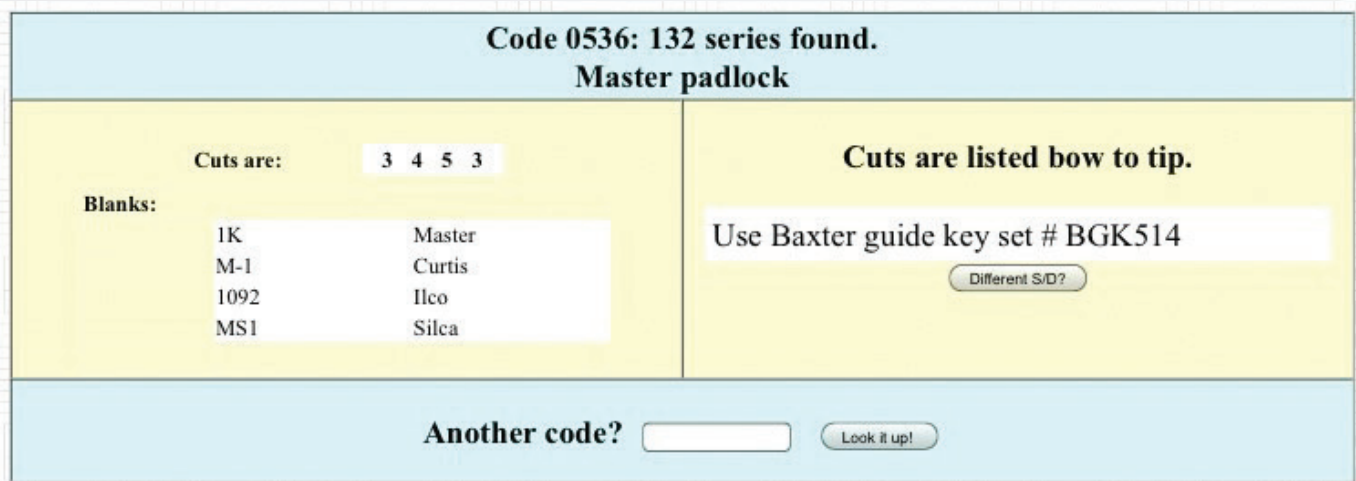 Code 0536: 132 series found.
Master padlock
Cuts are: 3 4 5 3
Blanks:
1K Master
M-1 Curtis
1092 Ilco
MS1 Silca
Cuts are listed bow to tip.
Use Baxter guide key set # BGK514
Different S/D?
Another code? Look it up!